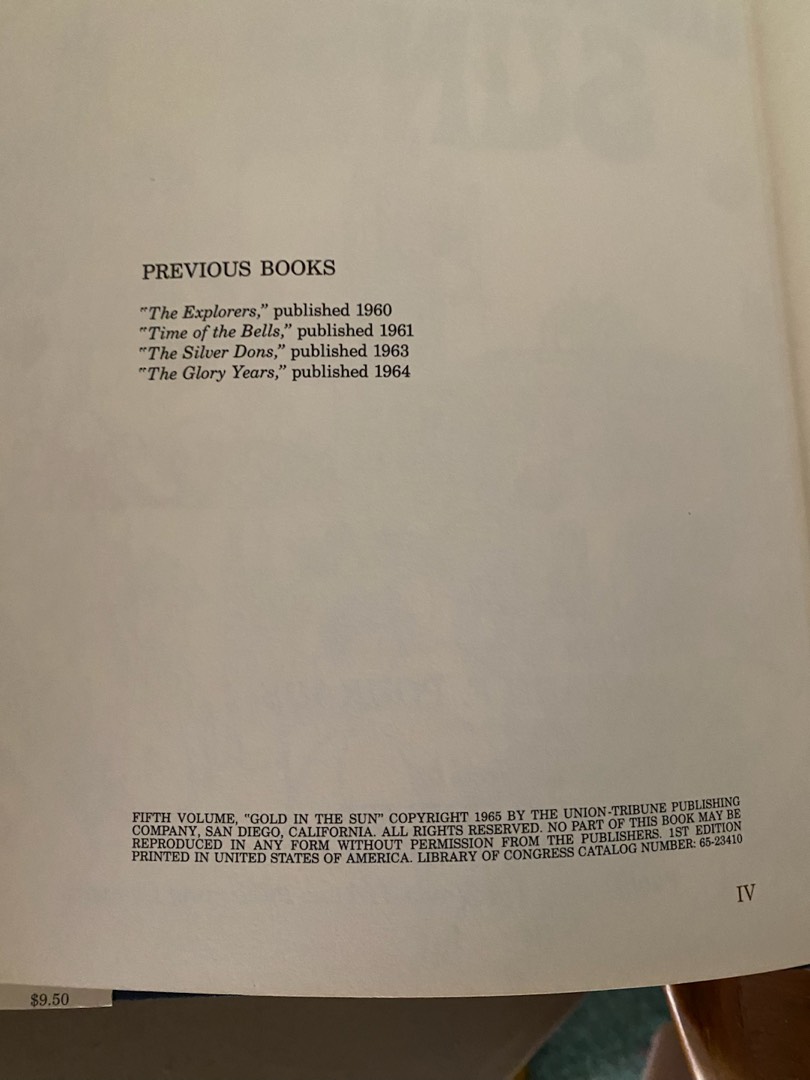 PREVIOUS BOOKS
"The Explorers," published 1960
"Time of the Bells," published 1961
"The Silver Dons," published 1963
"The Glory Years," published 1964
FIFTH VOLUME, "GOLD IN THE SUN" COPYRIGHT 1965 BY THE UNION-TRIBUNE PUBLISHING
COMPANY, SAN DIEGO, CALIFORNIA. ALL RIGHTS RESERVED. NO PART OF THIS BOOK MAY BE
REPRODUCED IN ANY FORM WITHOUT PERMISSION FROM THE PUBLISHERS. 1ST EDITION
PRINTED IN UNITED STATES OF AMERICA. LIBRARY OF CONGRESS CATALOG NUMBER: 65-23410
IV
$9.50